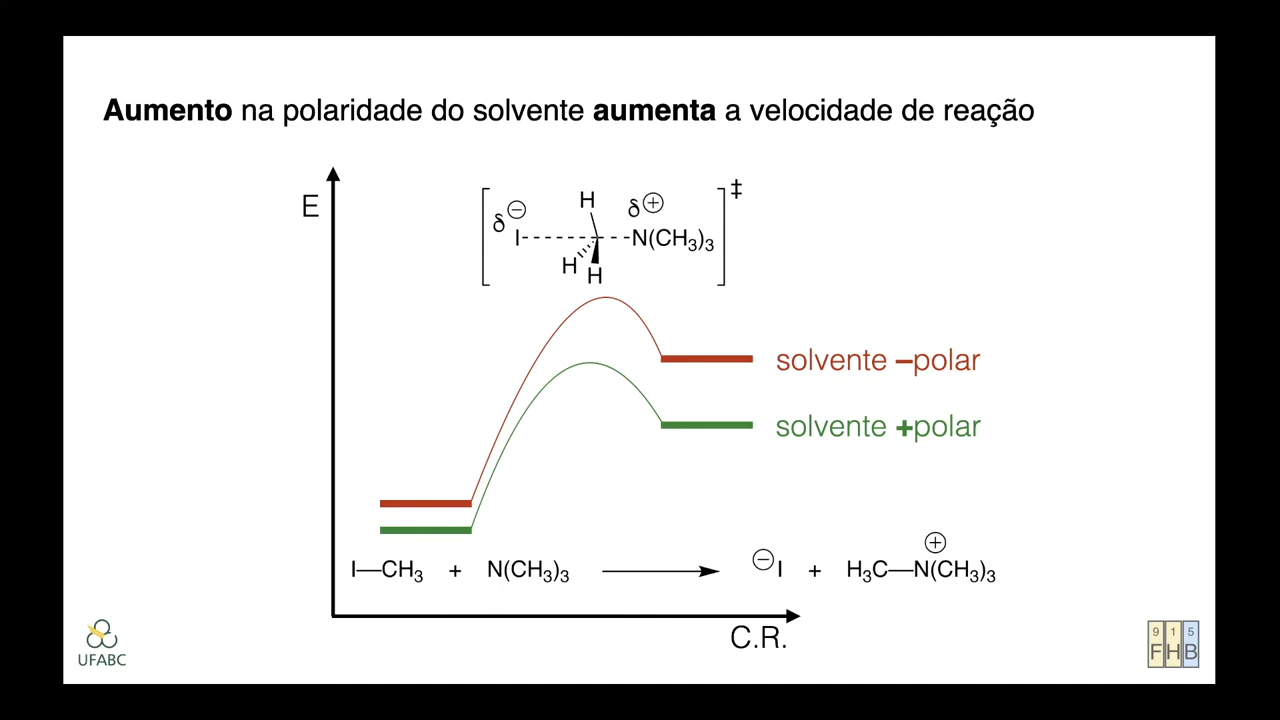 Aumento na polaridade do solvente aumenta a velocidade de reação
E
[ δ⊖ I H H H δ⊕ N(CH₃)₃ ]‡
solvente –polar
solvente +polar
I—CH₃ + N(CH₃)₃ ⟶ ⊖I + H₃C—N⊕(CH₃)₃
C.R.
UFABC
9 1 5
F H B